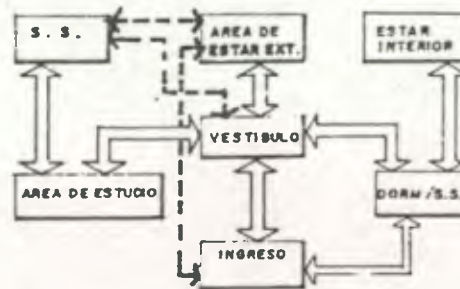 S. S.
AREA DE
ESTAR EXT.
ESTAR
INTERIOR
VESTIBULO
AREA DE ESTUDIO
DORM/S.S.
INGRESO